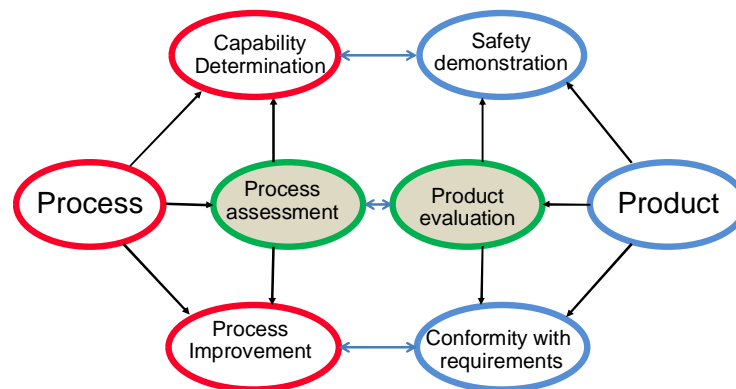 Capability
Determination
Safety
demonstration
Process
Process
assessment
Product
evaluation
Product
Process
Improvement
Conformity with
requirements